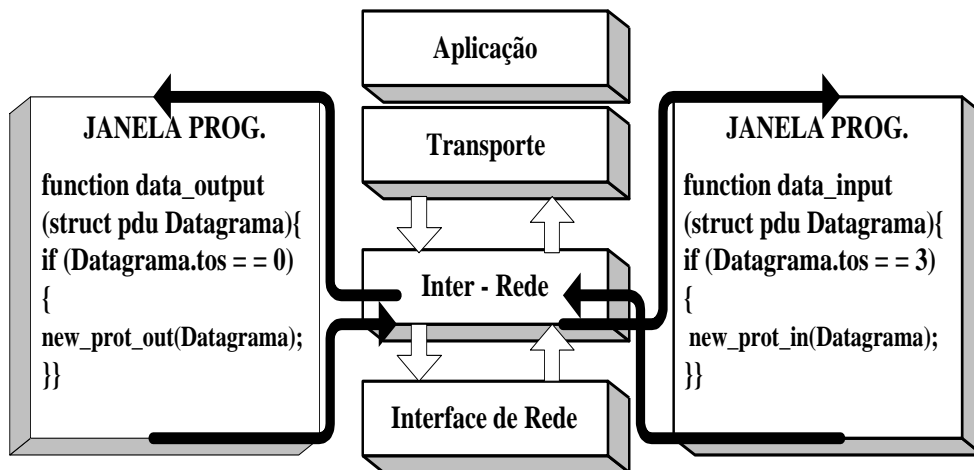 Aplicação
Transporte
Inter - Rede
Interface de Rede
JANELA PROG.
function data_output
(struct pdu Datagrama){
if (Datagrama.tos = = 0)
{
new_prot_out(Datagrama);
}}
JANELA PROG.
function data_input
(struct pdu Datagrama){
if (Datagrama.tos = = 3)
{
new_prot_in(Datagrama);
}}